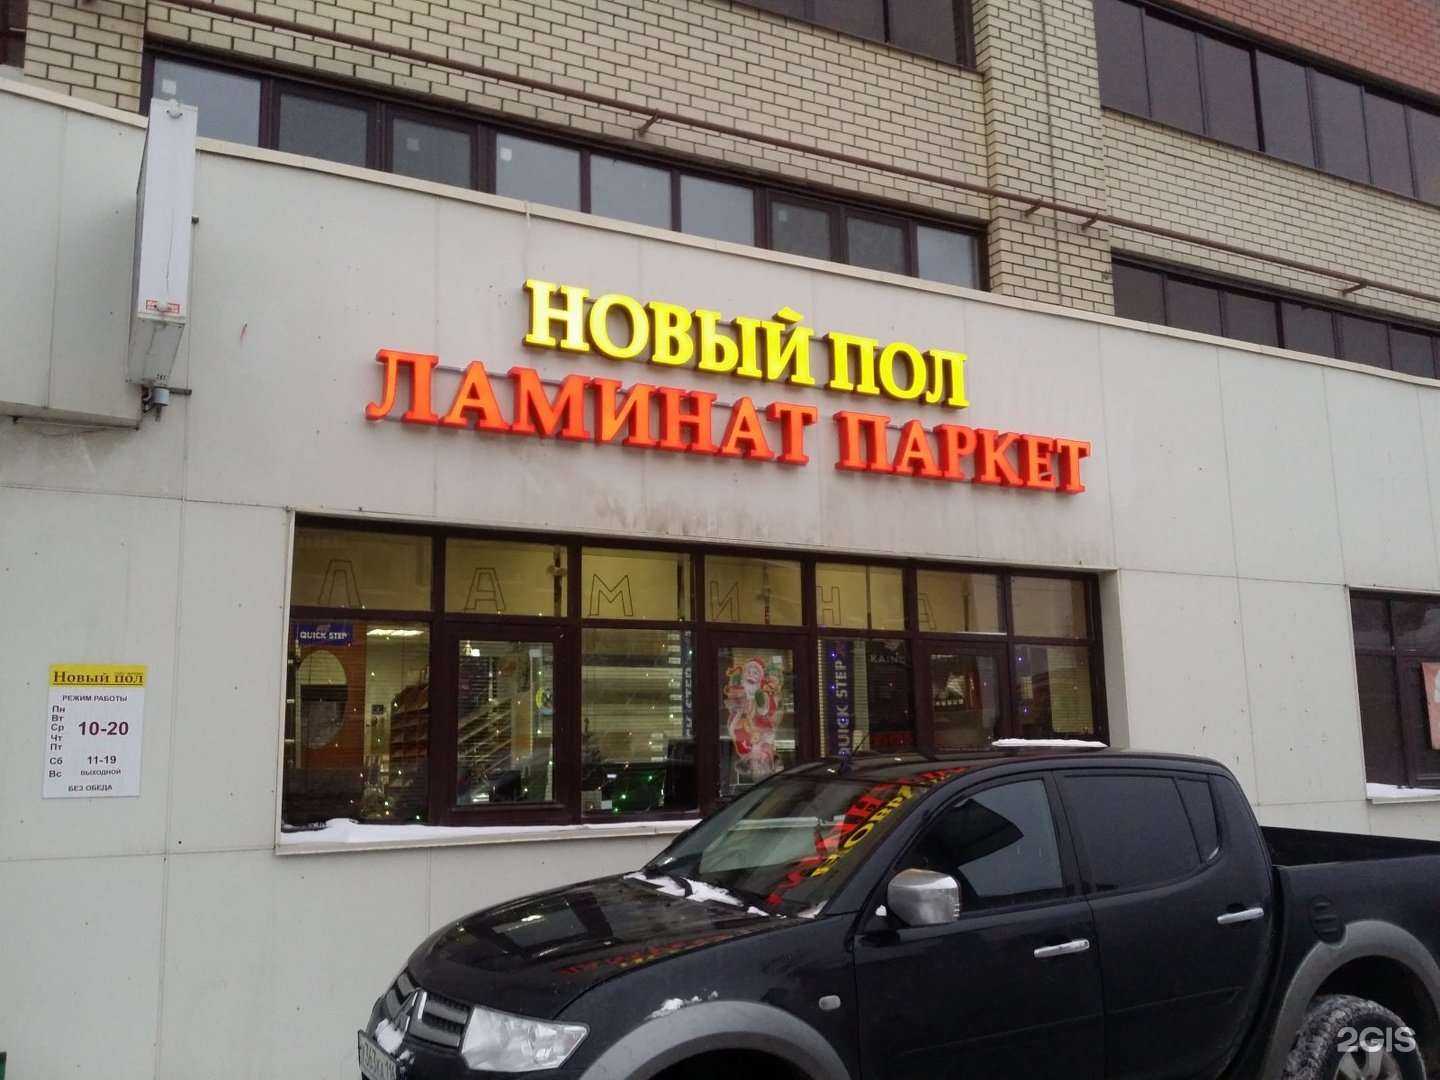 НОВЫЙ ПОЛ
ЛАМИНАТ ПАРКЕТ
ЛАМИНА
QUICK STEP
QUICK STEP
Новый пол
РЕЖИМ РАБОТЫ
Пн
Вт
Ср 10-20
Чт
Пт
Сб 11-19
Вс ВЫХОДНОЙ
БЕЗ ОБЕДА
2GIS